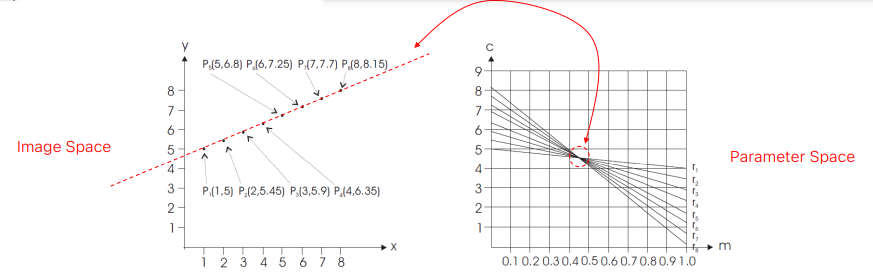 y
c
P₅(5,6.8) P₆(6,7.25) P₇(7,7.7) P₈(8,8.15)
9
8
8
7
7
6
6
Image Space
5
5
Parameter Space
4
4
r₁
r₂
P₁(1,5) P₂(2,5.45) P₃(3,5.9) P₄(4,6.35)
3
3
r₃
r₄
2
2
r₅
r₆
1
1
r₇
r₈
x
m
1 2 3 4 5 6 7 8
0.1 0.2 0.3 0.4 0.5 0.6 0.7 0.8 0.9 1.0